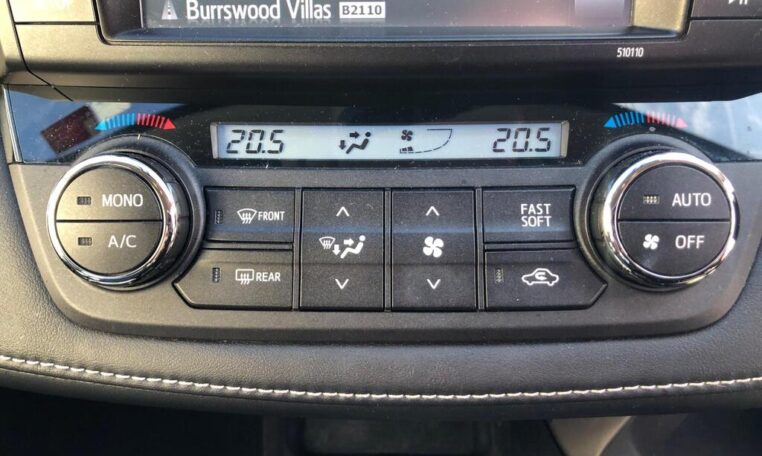 Burrswood Villas B2110
510110
20.5 20.5
MONO
A/C
FRONT
REAR
FAST
SOFT
AUTO
OFF